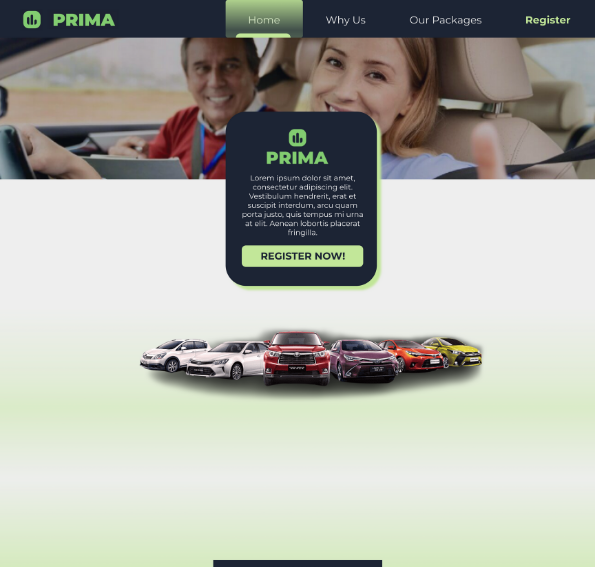 PRIMA
Home
Why Us
Our Packages
Register
PRIMA
Lorem ipsum dolor sit amet,
consectetur adipiscing elit.
Vestibulum hendrerit, erat et
suscipit interdum, arcu quam
porta justo, quis tempus mi urna
at elit. Aenean lobortis placerat
fringilla.
REGISTER NOW!